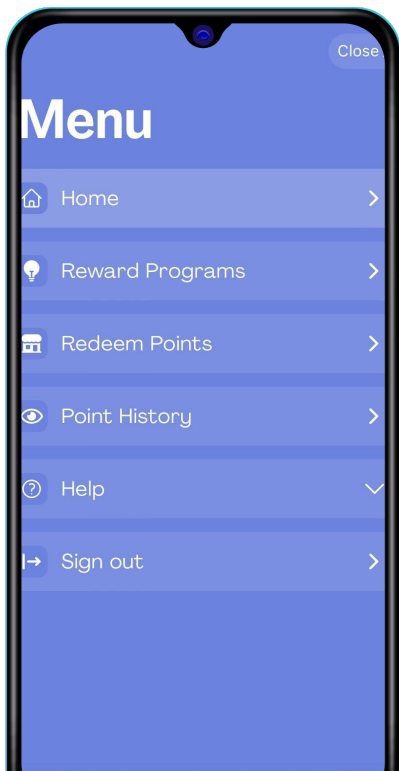 Close
Menu
Home
Reward Programs
Redeem Points
Point History
Help
Sign out